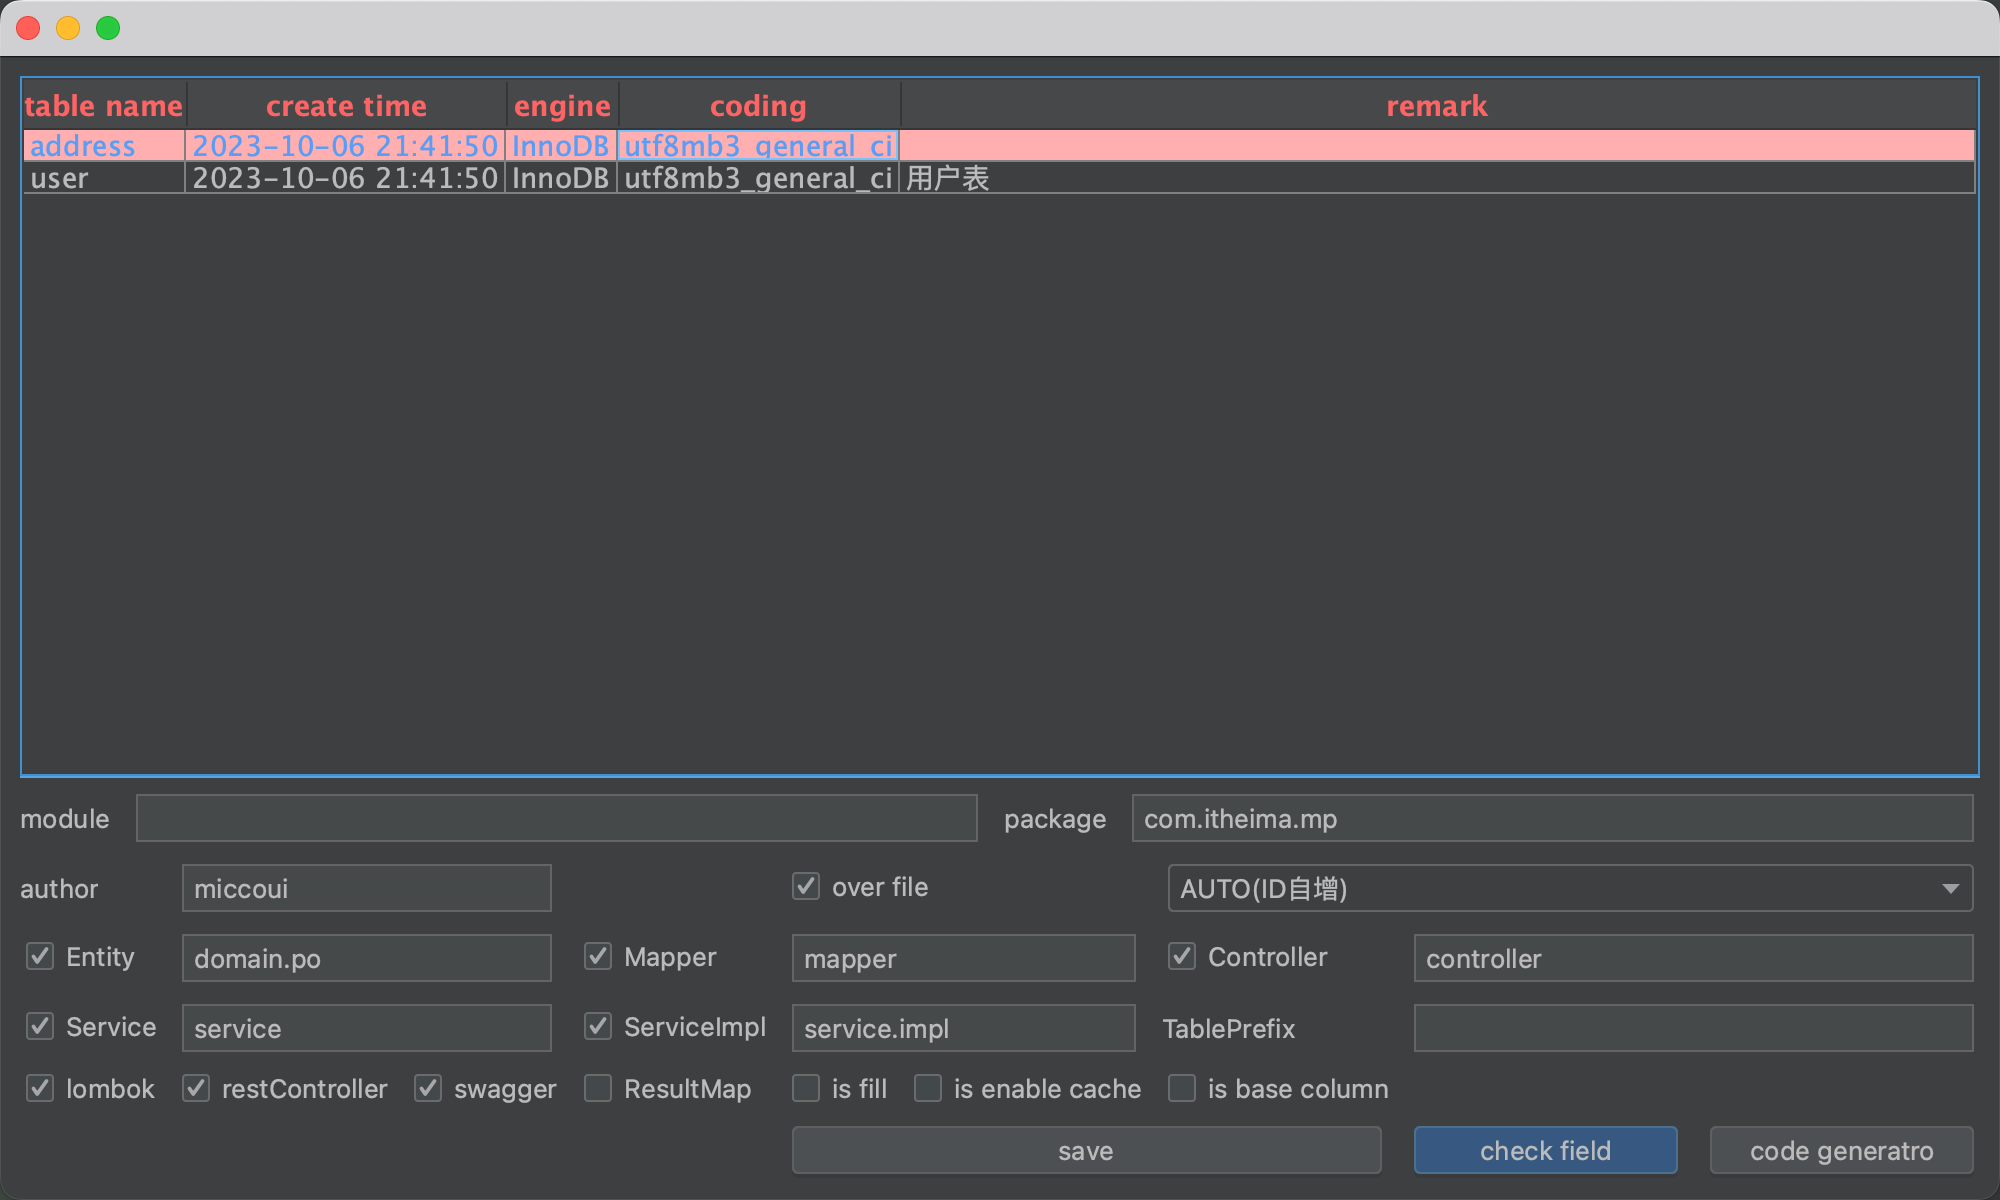 table name create time engine coding remark
address 2023-10-06 21:41:50 InnoDB utf8mb3_general_ci
user 2023-10-06 21:41:50 InnoDB utf8mb3_general_ci 用户表
module package com.itheima.mp
author miccoui over file AUTO(ID自增)
Entity domain.po Mapper mapper Controller controller
Service service ServiceImpl service.impl TablePrefix
lombok restController swagger ResultMap is fill is enable cache is base column
save check field code generatro